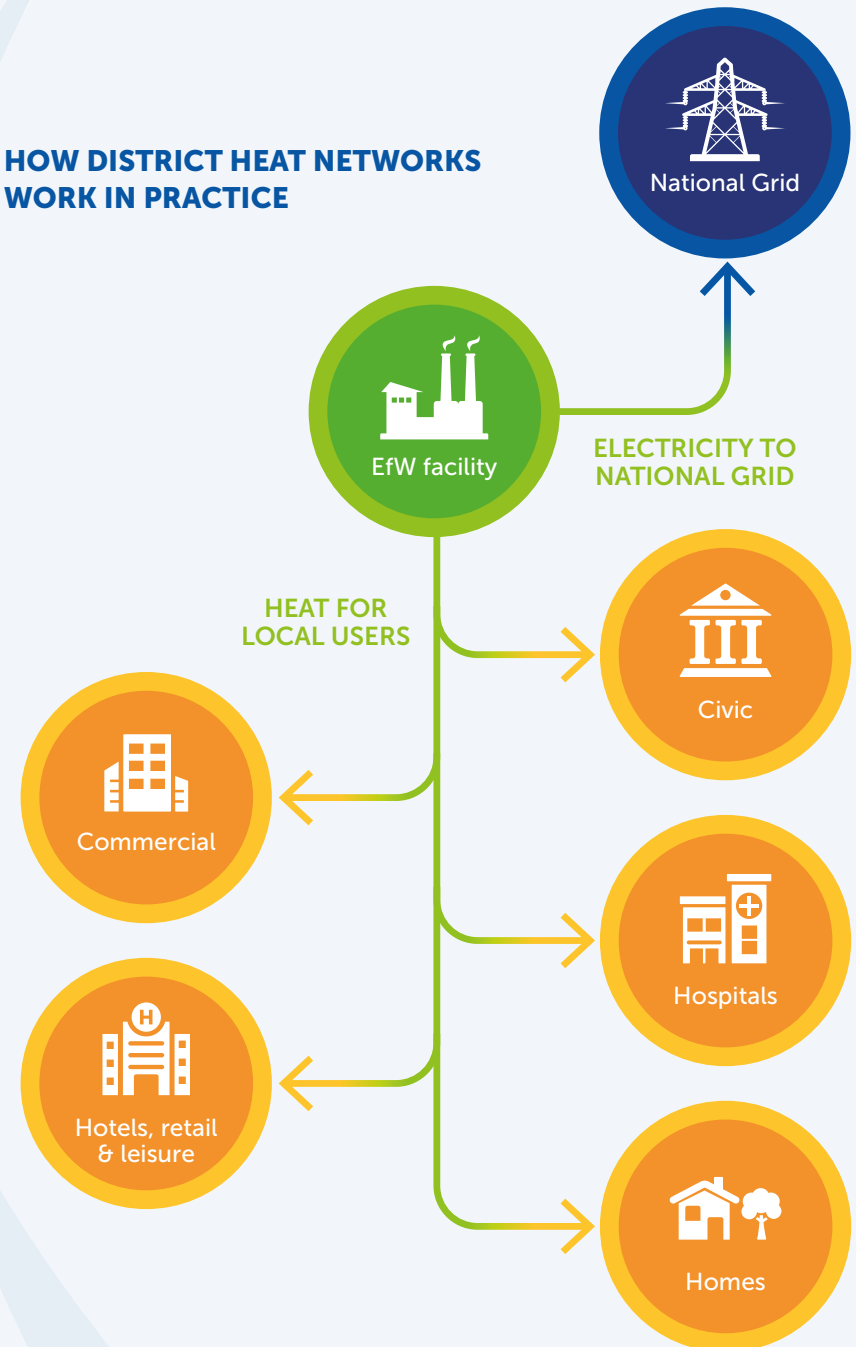 HOW DISTRICT HEAT NETWORKS
WORK IN PRACTICE
National Grid
EfW facility
ELECTRICITY TO
NATIONAL GRID
HEAT FOR
LOCAL USERS
Civic
Commercial
Hospitals
H
Hotels, retail
& leisure
Homes